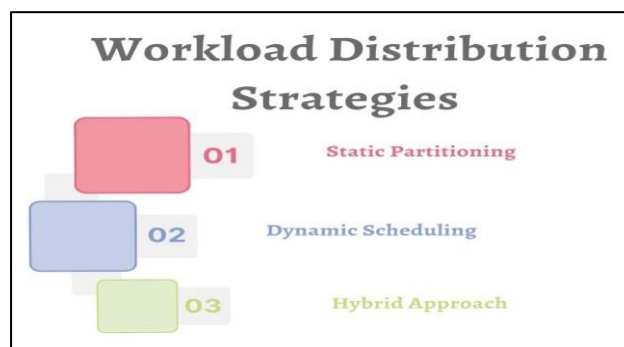 Workload Distribution
Strategies
01 Static Partitioning
02 Dynamic Scheduling
03 Hybrid Approach